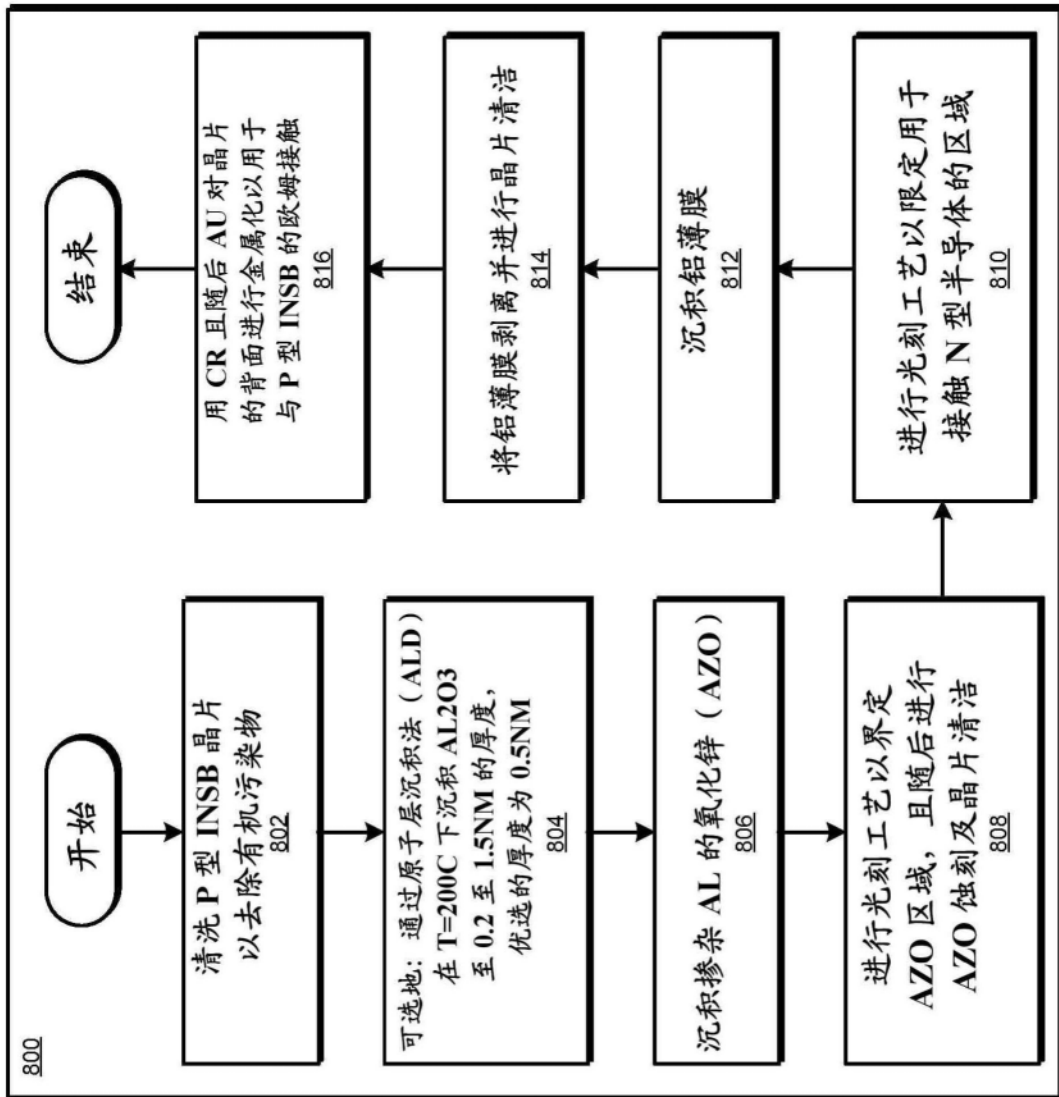 800
开始
清洗 P 型 INSB 晶片
以去除有机污染物
802
可选地：通过原子层沉积法（ALD）
在 T=200C 下沉积 AL2O3
至 0.2 至 1.5NM 的厚度，
优选的厚度为 0.5NM
804
沉积掺杂 AL 的氧化锌（AZO）
806
进行光刻工艺以界定
AZO 区域，且随后进行
AZO 蚀刻及晶片清洁
808
进行光刻工艺以限定用于
接触 N 型半导体的区域
810
沉积铝薄膜
812
将铝薄膜剥离并进行晶片清洁
814
用 CR 且随后 AU 对晶片
的背面进行金属化以用于
与 P 型 INSB 的欧姆接触
816
结束